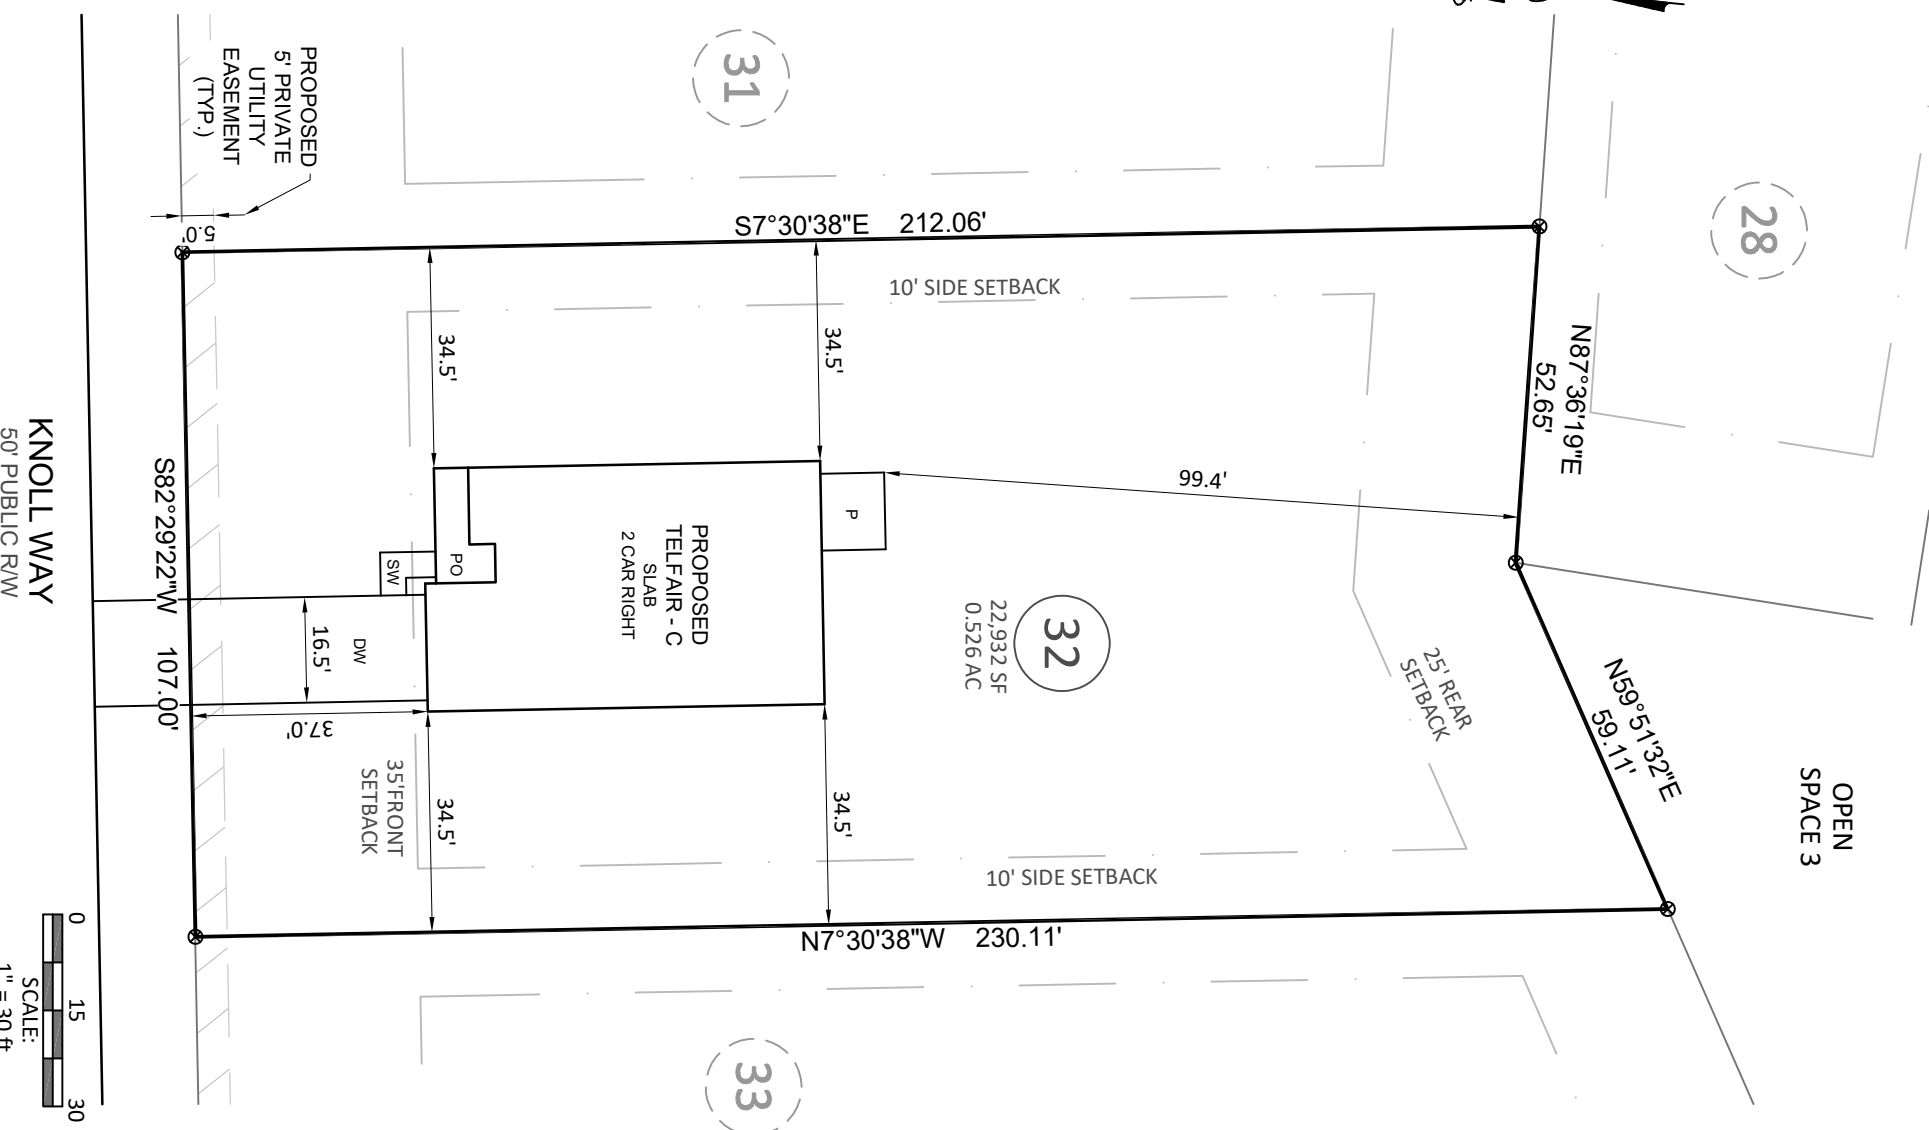 31
28
PROPOSED
5' PRIVATE
UTILITY
EASEMENT
(TYP.)
5.0'
S7°30'38"E 212.06'
10' SIDE SETBACK
34.5'
34.5'
N87°36'19"E
52.65'
99.4'
P
PROPOSED
TELFAIR - C
SLAB
2 CAR RIGHT
PO
SW
32
22,932 SF
0.526 AC
DW
16.5'
37.0'
25' REAR
SETBACK
N59°51'32"E
59.11'
OPEN
SPACE 3
KNOLL WAY
50' PUBLIC R/W
S82°29'22"W 107.00'
35'FRONT
SETBACK
34.5'
34.5'
10' SIDE SETBACK
N7°30'38"W 230.11'
33
0 15 30
SCALE:
1" = 30 ft